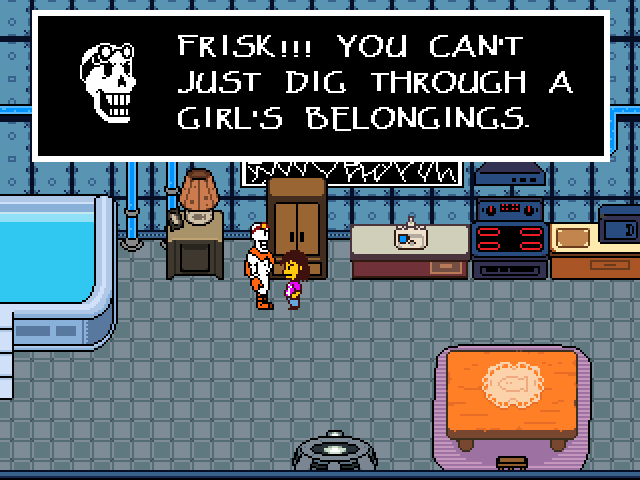 FRISK!!! YOU CAN'T
JUST DIG THROUGH A
GIRL'S BELONGINGS.